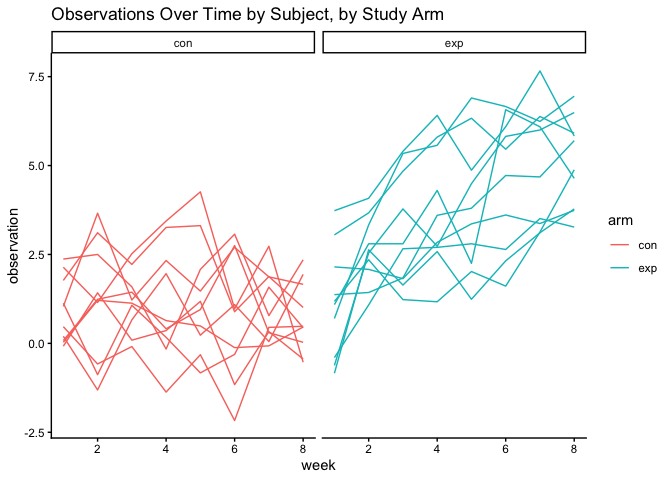 Observations Over Time by Subject, by Study Arm
con exp
7.5
5.0
2.5
0.0
-2.5
observation
2 4 6 8 2 4 6 8
week
arm
con
exp